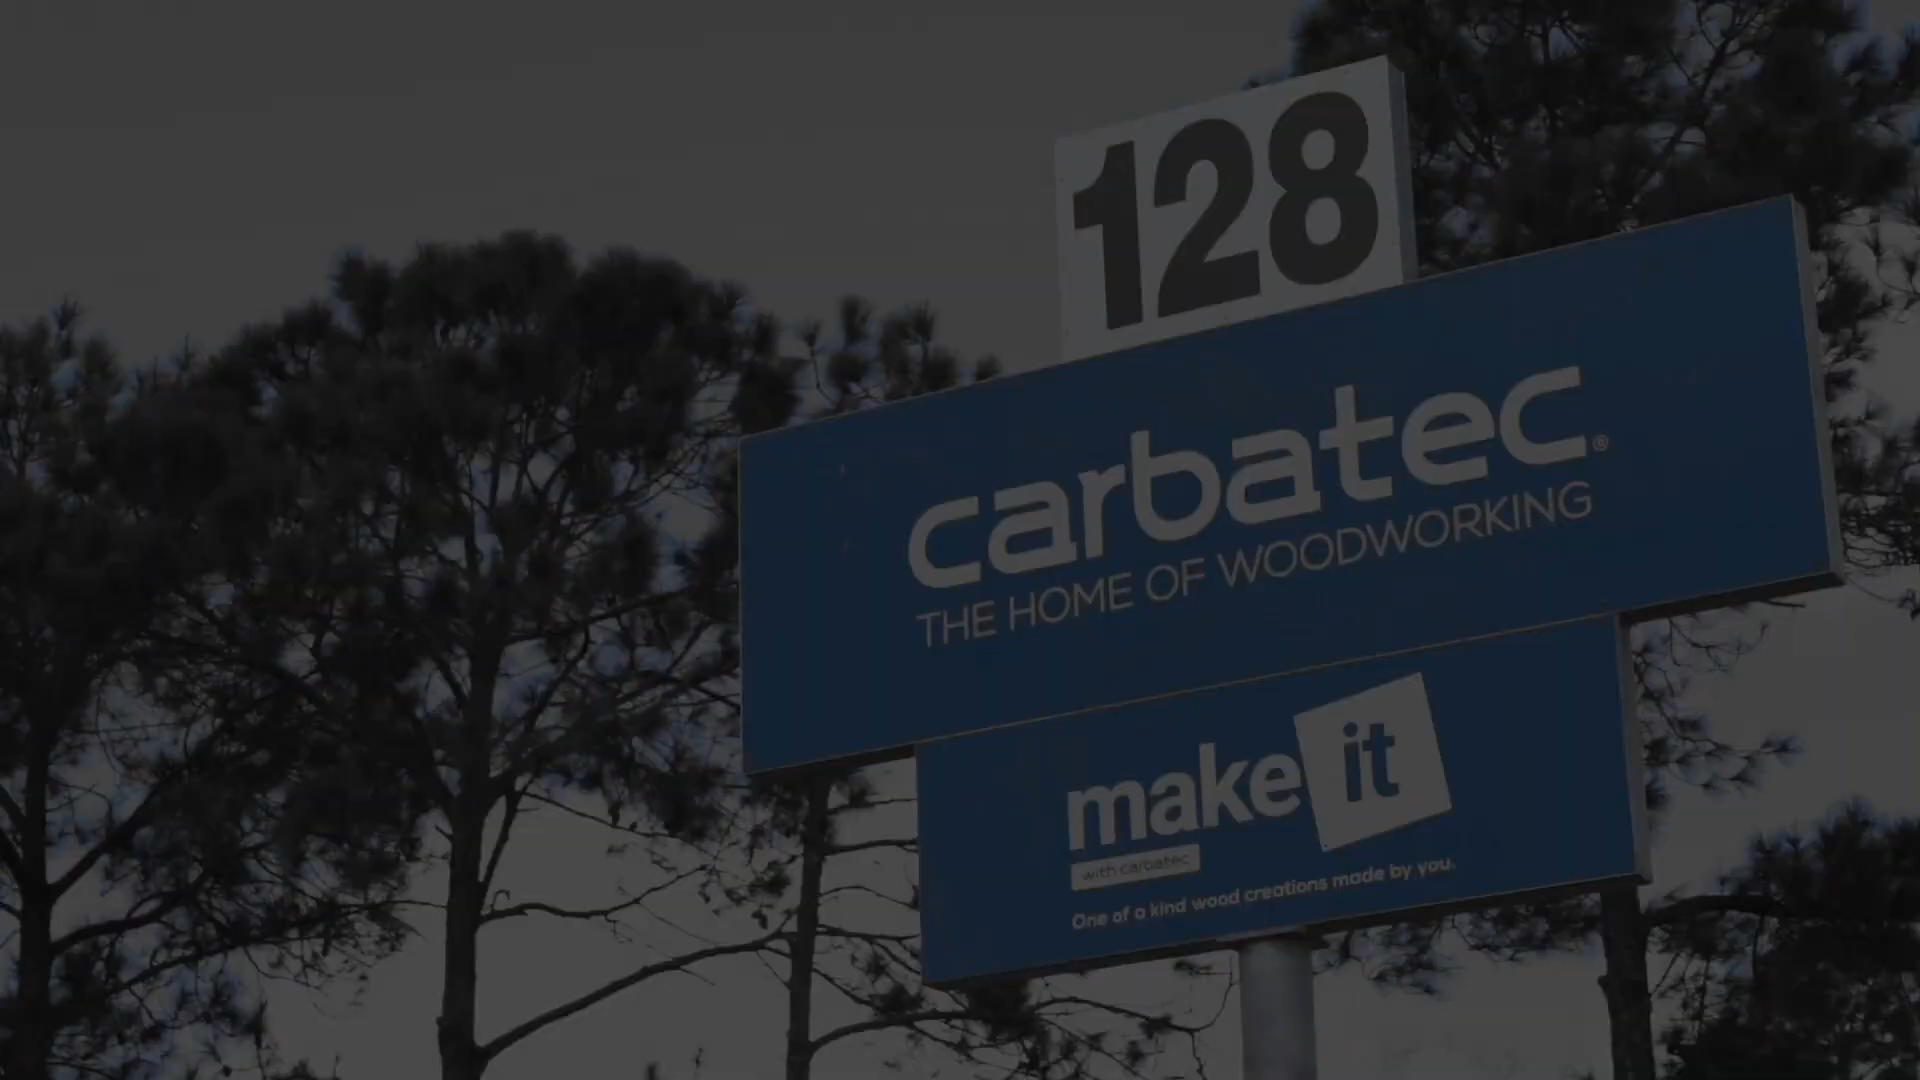 128
carbatec®
THE HOME OF WOODWORKING
make it
with carbatec
One of a kind wood creations made by you.